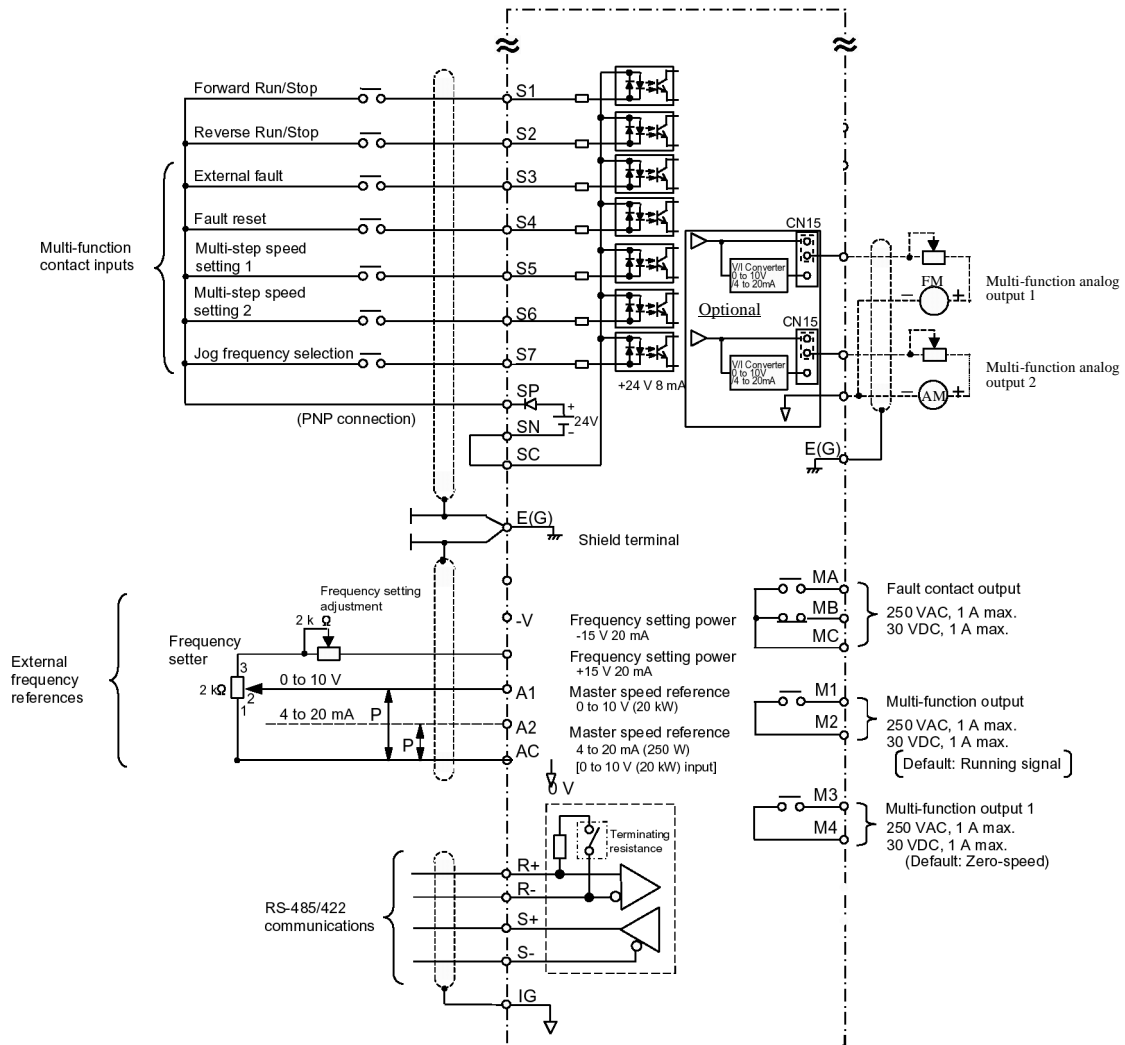 Forward Run/Stop
S1
Reverse Run/Stop
S2
External fault
S3
Fault reset
S4
Multi-function
contact inputs
Multi-step speed
setting 1
S5
Multi-step speed
setting 2
S6
Jog frequency selection
S7
+24 V 8 mA
(PNP connection)
SP
+
24V
−
SN
SC
CN15
V/I Converter
0 to 10V
/4 to 20mA
Optional
CN15
V/I Converter
0 to 10V
/4 to 20mA
FM
− +
Multi-function analog
output 1
AM
− +
Multi-function analog
output 2
E(G)
E(G)
Shield terminal
External
frequency
references
Frequency setting
adjustment
2 k Ω
Frequency
setter
3
2 kΩ
2
1
0 to 10 V
4 to 20 mA
P
P
-V
A1
A2
AC
Frequency setting power
-15 V 20 mA
Frequency setting power
+15 V 20 mA
Master speed reference
0 to 10 V (20 kW)
Master speed reference
4 to 20 mA (250 W)
[0 to 10 V (20 kW) input]
0 V
MA
MB
MC
Fault contact output
250 VAC, 1 A max.
30 VDC, 1 A max.
M1
M2
Multi-function output
250 VAC, 1 A max.
30 VDC, 1 A max.
Default: Running signal
M3
M4
Multi-function output 1
250 VAC, 1 A max.
30 VDC, 1 A max.
(Default: Zero-speed)
RS-485/422
communications
Terminating
resistance
R+
R-
S+
S-
IG